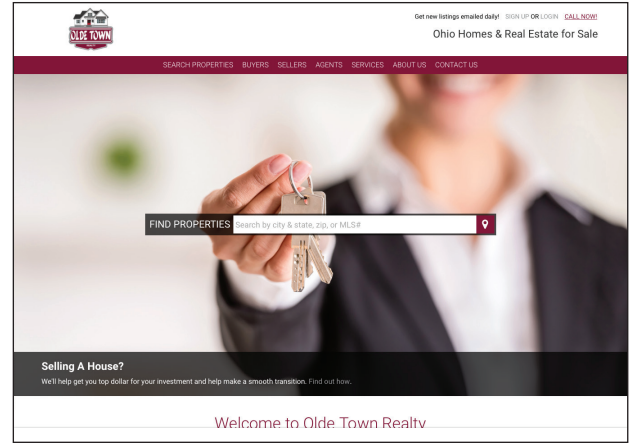 OLDE TOWN
Get new listings emailed daily! SIGN UP OR LOGIN CALL NOW!
Ohio Homes & Real Estate for Sale
SEARCH PROPERTIES BUYERS SELLERS AGENTS SERVICES ABOUT US CONTACT US
FIND PROPERTIES Search by city & state, zip, or MLS#
Selling A House?
We'll help get you top dollar for your investment and help make a smooth transition. Find out how.
Welcome to Olde Town Realty